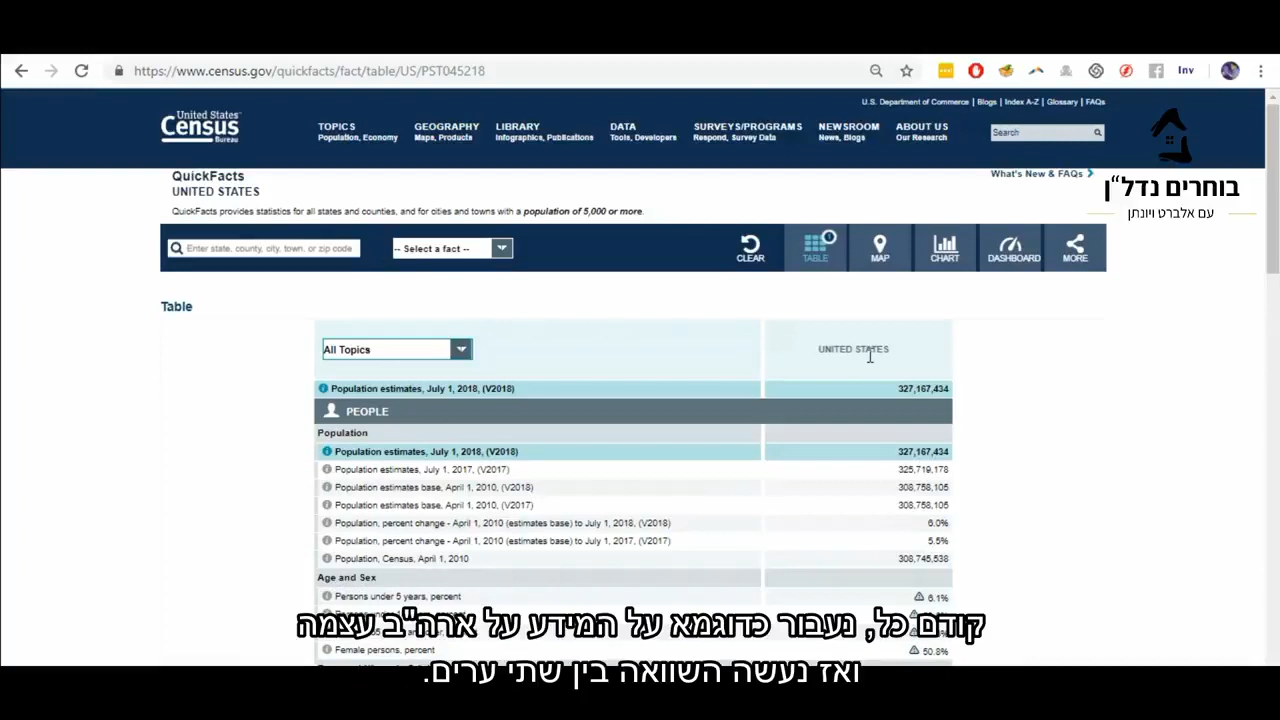 https://www.census.gov/quickfacts/fact/table/US/PST045218
Inv
U.S. Department of Commerce | Blogs | Index A-Z | Glossary | FAQs
United States™
Census
Bureau
TOPICS
Population, Economy
GEOGRAPHY
Maps, Products
LIBRARY
Infographics, Publications
DATA
Tools, Developers
SURVEYS/PROGRAMS
Respond, Survey Data
NEWSROOM
News, Blogs
ABOUT US
Our Research
Search
QuickFacts
UNITED STATES
What's New & FAQs
בוחרים נדל“ן
עם אלברט ויונתן
QuickFacts provides statistics for all states and counties, and for cities and towns with a population of 5,000 or more.
Enter state, county, city, town, or zip code
-- Select a fact --
CLEAR
TABLE
MAP
CHART
DASHBOARD
MORE
Table
All Topics
UNITED STATES
Population estimates, July 1, 2018, (V2018) 327,167,434
PEOPLE
Population
Population estimates, July 1, 2018, (V2018) 327,167,434
Population estimates, July 1, 2017, (V2017) 325,719,178
Population estimates base, April 1, 2010, (V2018) 308,758,105
Population estimates base, April 1, 2010, (V2017) 308,758,105
Population, percent change - April 1, 2010 (estimates base) to July 1, 2018, (V2018) 6.0%
Population, percent change - April 1, 2010 (estimates base) to July 1, 2017, (V2017) 5.5%
Population, Census, April 1, 2010 308,745,538
Age and Sex
Persons under 5 years, percent 6.1%
Female persons, percent 50.8%
קודם כל, נעבור כדוגמא על המידע על ארה"ב עצמה
ואז נעשה השוואה בין שתי ערים.